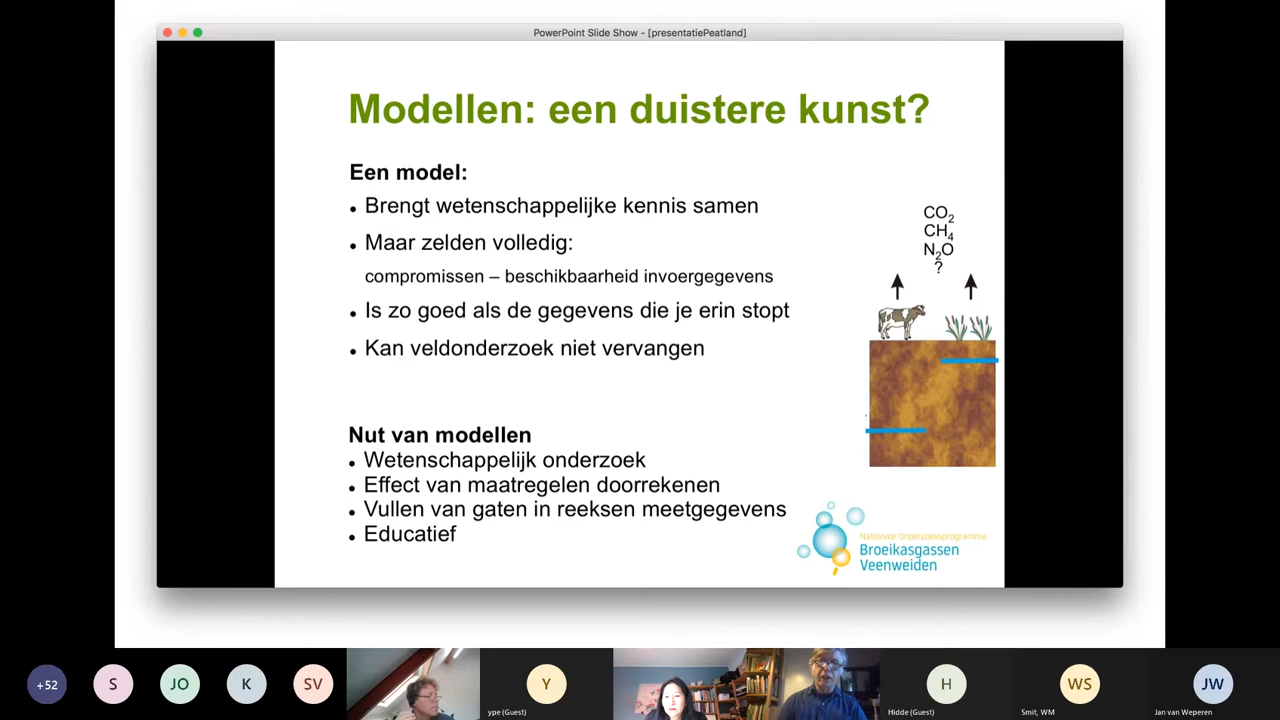 PowerPoint Slide Show - [presentatiePeatland]
Modellen: een duistere kunst?
Een model:
• Brengt wetenschappelijke kennis samen
• Maar zelden volledig:
compromissen – beschikbaarheid invoergegevens
• Is zo goed als de gegevens die je erin stopt
• Kan veldonderzoek niet vervangen
CO₂
CH₄
N₂O
?
Nut van modellen
• Wetenschappelijk onderzoek
• Effect van maatregelen doorrekenen
• Vullen van gaten in reeksen meetgegevens
• Educatief
Nationaal Onderzoeksprogramma
Broeikasgassen
Veenweiden
+52
S
JO
K
SV
Y
ype (Guest)
H
Hidde (Guest)
WS
Smit, WM
JW
Jan van Weperen